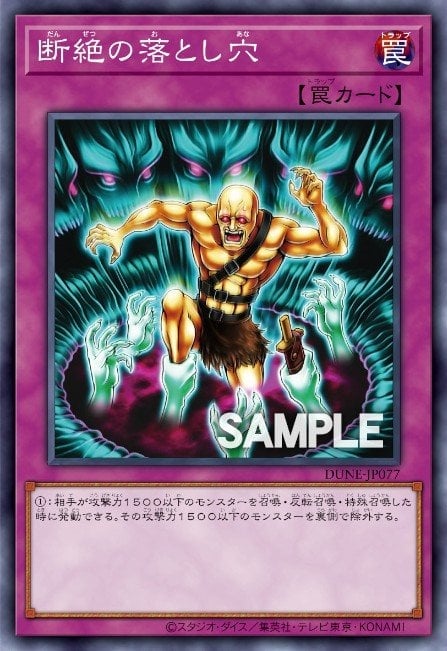 断絶の落とし穴
罠
【罠カード】
SAMPLE
DUNE-JP077
①：相手が攻撃力１５００以下のモンスターを召喚・反転召喚・特殊召喚した
時に発動できる。その攻撃力１５００以下のモンスターを裏側で除外する。
©スタジオ・ダイス／集英社・テレビ東京・KONAMI